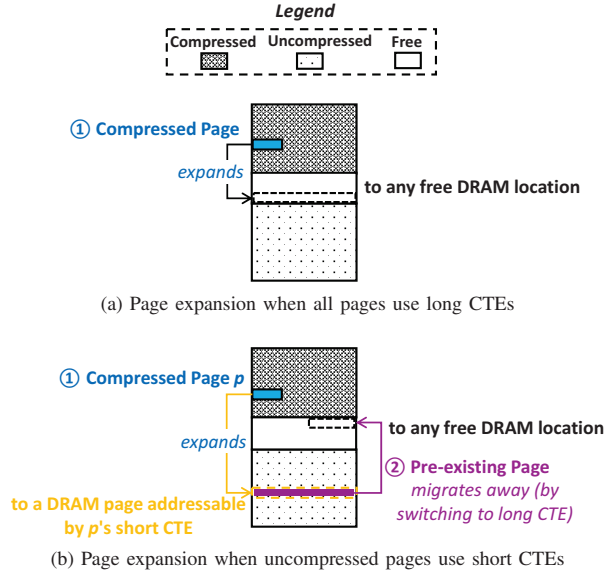 Legend
Compressed Uncompressed Free
① Compressed Page
expands
to any free DRAM location
(a) Page expansion when all pages use long CTEs
① Compressed Page p
expands
to any free DRAM location
② Pre-existing Page
migrates away (by
switching to long CTE)
to a DRAM page addressable
by p's short CTE
(b) Page expansion when uncompressed pages use short CTEs